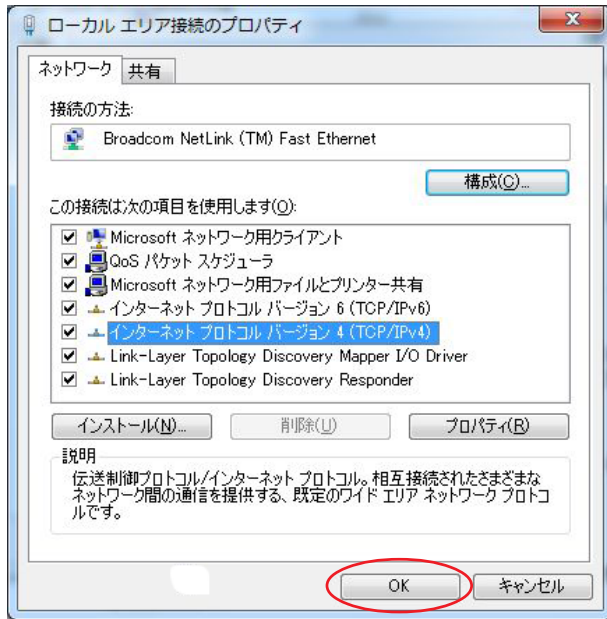 ローカル エリア接続のプロパティ
ネットワーク 共有
接続の方法:
Broadcom NetLink (TM) Fast Ethernet
構成(C)...
この接続は次の項目を使用します(O):
Microsoft ネットワーク用クライアント
QoS パケット スケジューラ
Microsoft ネットワーク用ファイルとプリンター共有
インターネット プロトコル バージョン 6 (TCP/IPv6)
インターネット プロトコル バージョン 4 (TCP/IPv4)
Link-Layer Topology Discovery Mapper I/O Driver
Link-Layer Topology Discovery Responder
インストール(N)... 削除(U) プロパティ(R)
説明
伝送制御プロトコル/インターネット プロトコル。相互接続されたさまざまな
ネットワーク間の通信を提供する、既定のワイド エリア ネットワーク プロトコ
ルです。
OK キャンセル